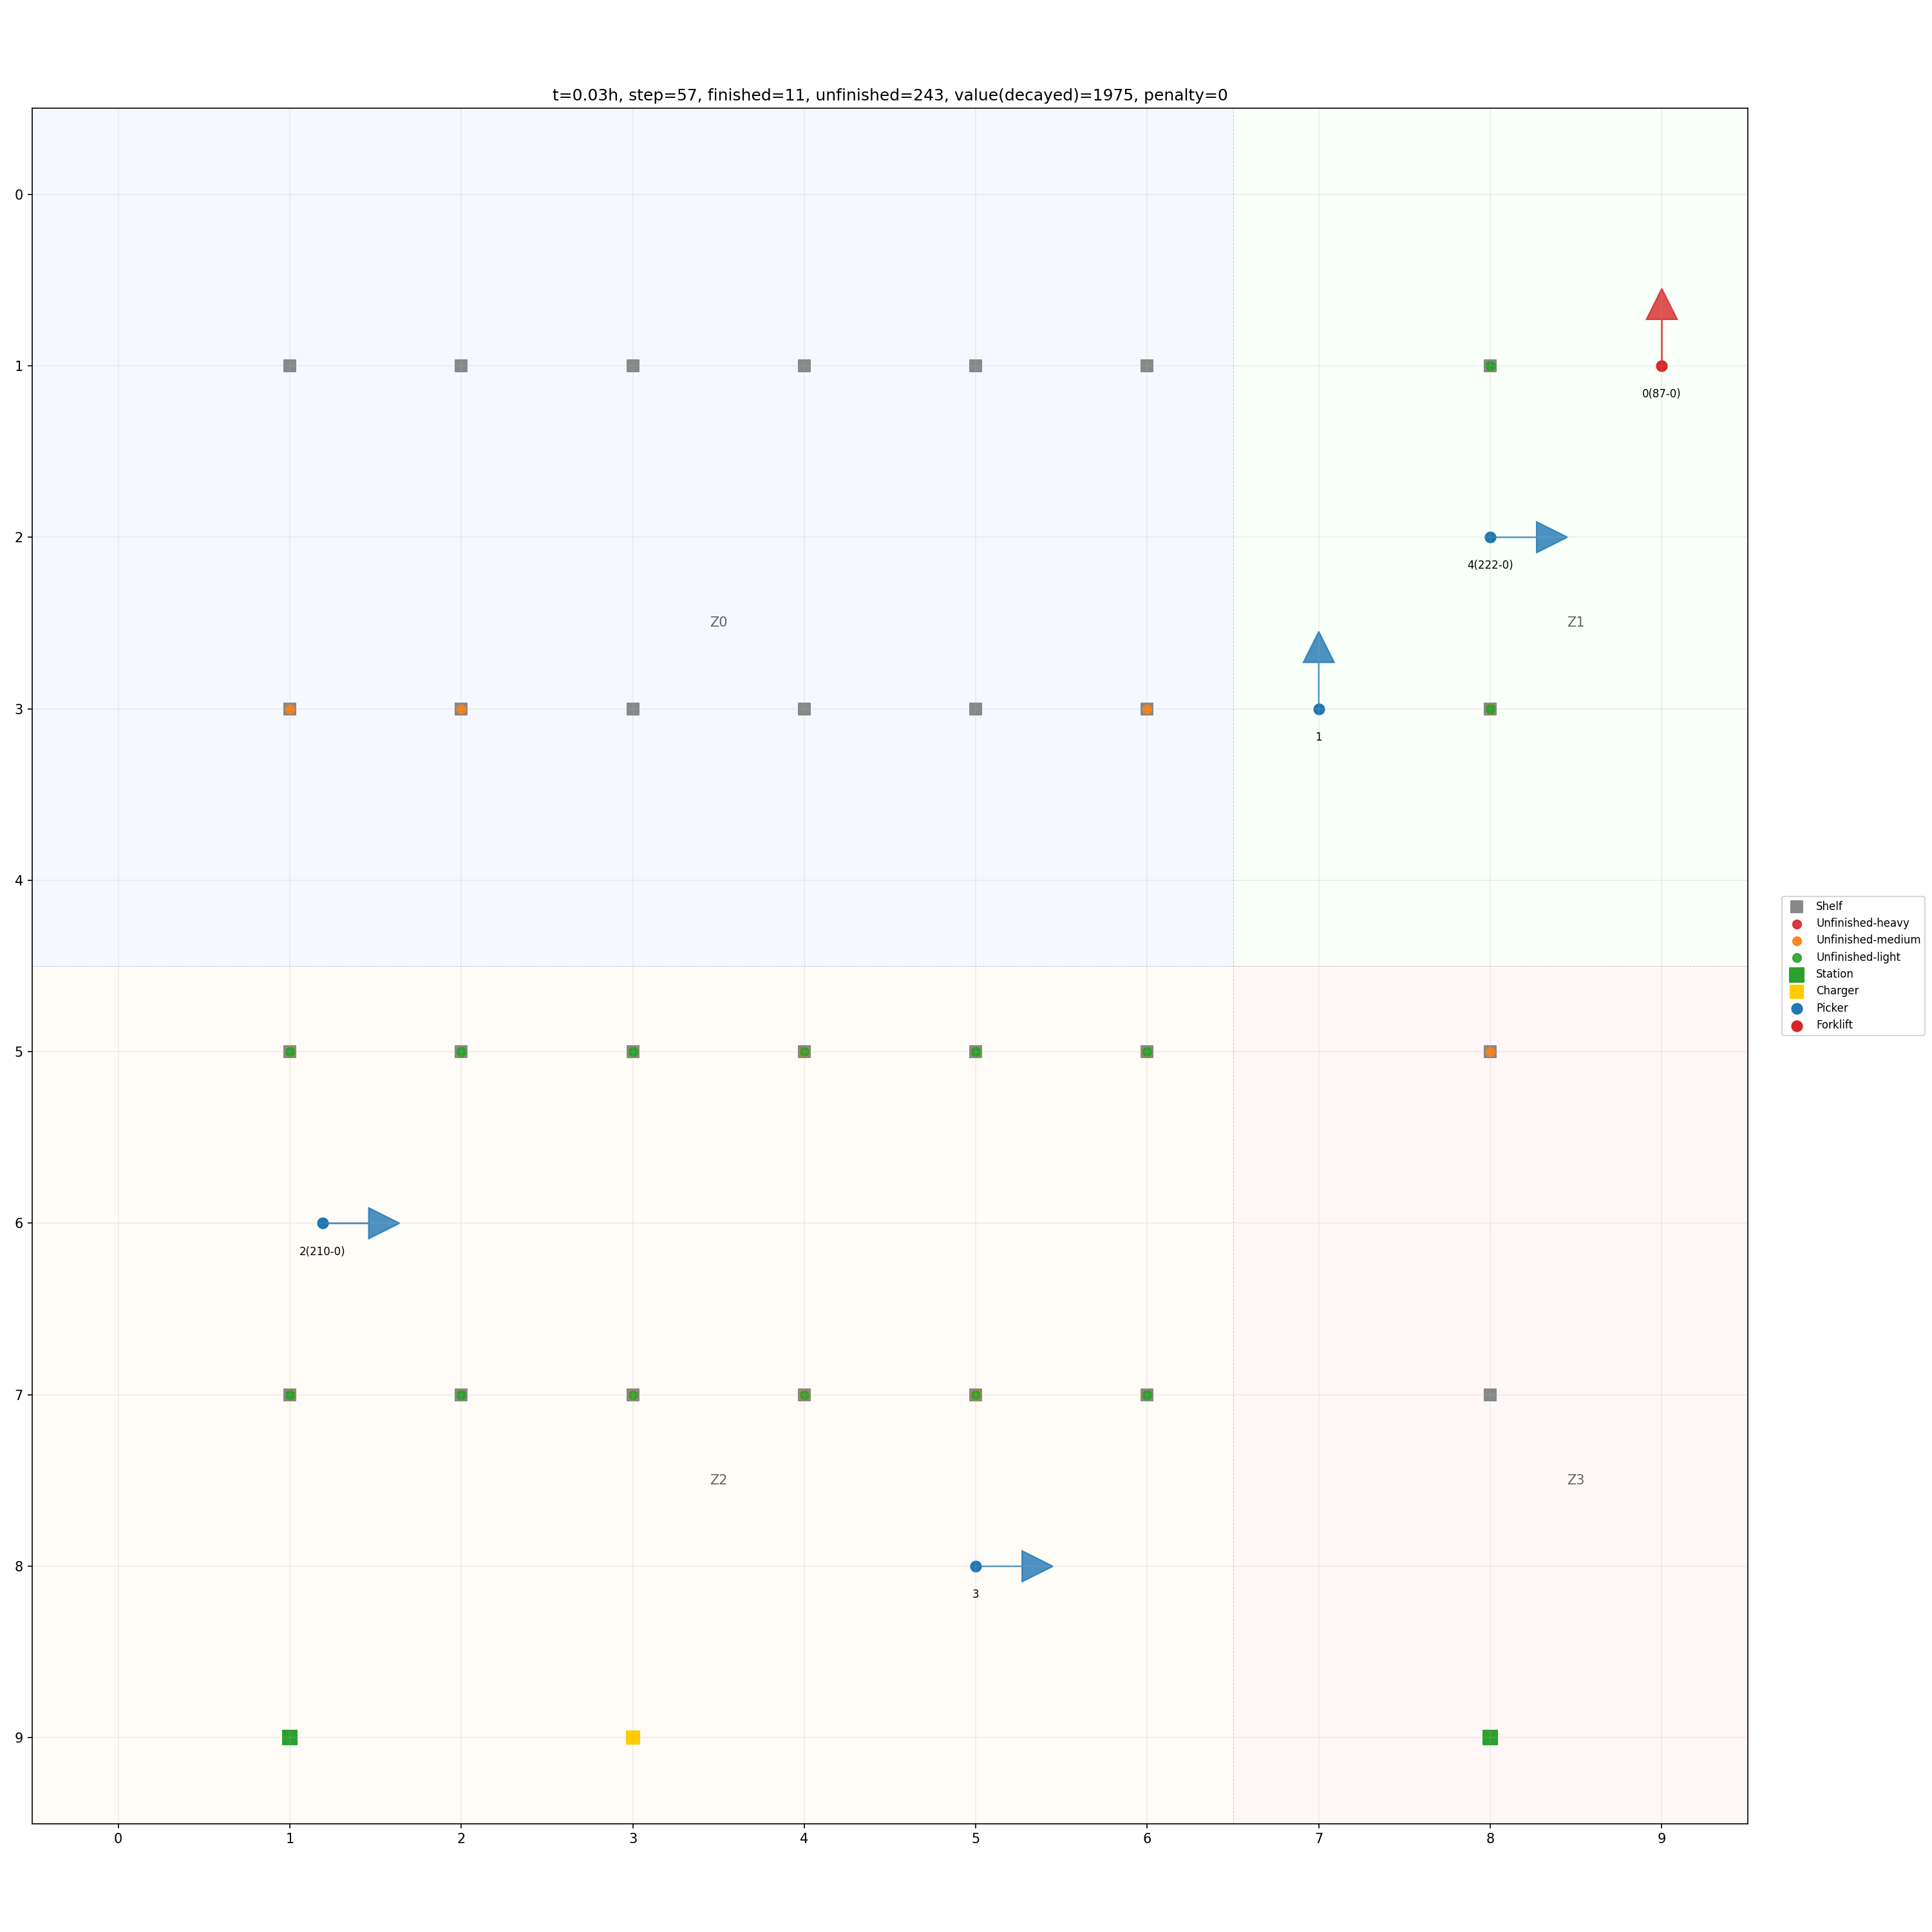 t=0.03h, step=57, finished=11, unfinished=243, value(decayed)=1975, penalty=0
0
1
0(87-0)
2
4(222-0)
Z0
Z1
3
1
4
Shelf
Unfinished-heavy
Unfinished-medium
Unfinished-light
Station
Charger
Picker
Forklift
5
6
2(210-0)
7
Z2
Z3
8
3
9
0 1 2 3 4 5 6 7 8 9